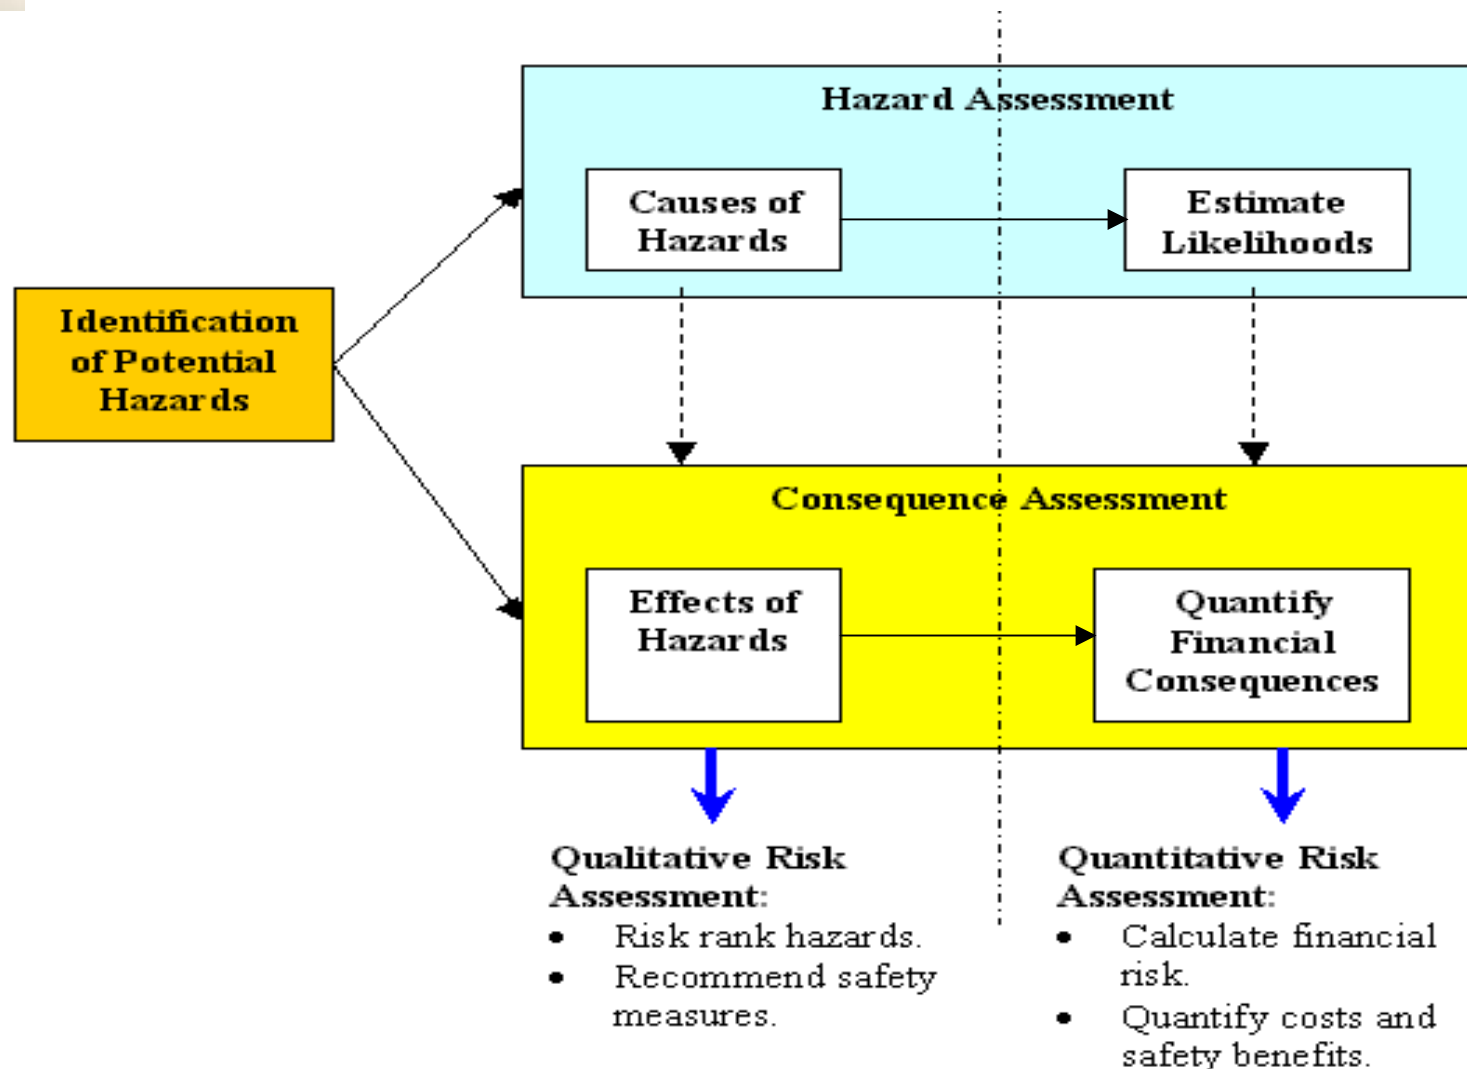 Hazard Assessment
Causes of
Hazards
Estimate
Likelihoods
Identification
of Potential
Hazards
Consequence Assessment
Effects of
Hazards
Quantify
Financial
Consequences
Qualitative Risk
Assessment:
• Risk rank hazards.
• Recommend safety
measures.
Quantitative Risk
Assessment:
• Calculate financial
risk.
• Quantify costs and
safety benefits.